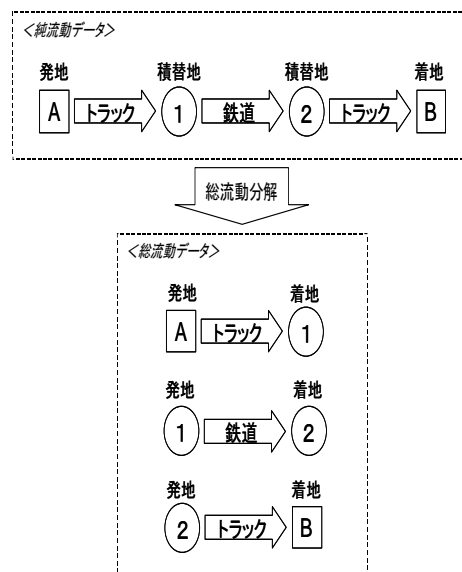 ＜純流動データ＞
発地 積替地 積替地 着地
A トラック 1 鉄道 2 トラック B
総流動分解
＜総流動データ＞
発地 着地
A トラック 1
発地 着地
1 鉄道 2
発地 着地
2 トラック B